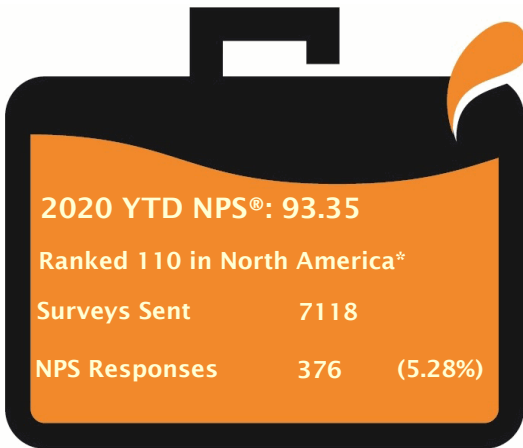 2020 YTD NPS®: 93.35
Ranked 110 in North America*
Surveys Sent 7118
NPS Responses 376 (5.28%)